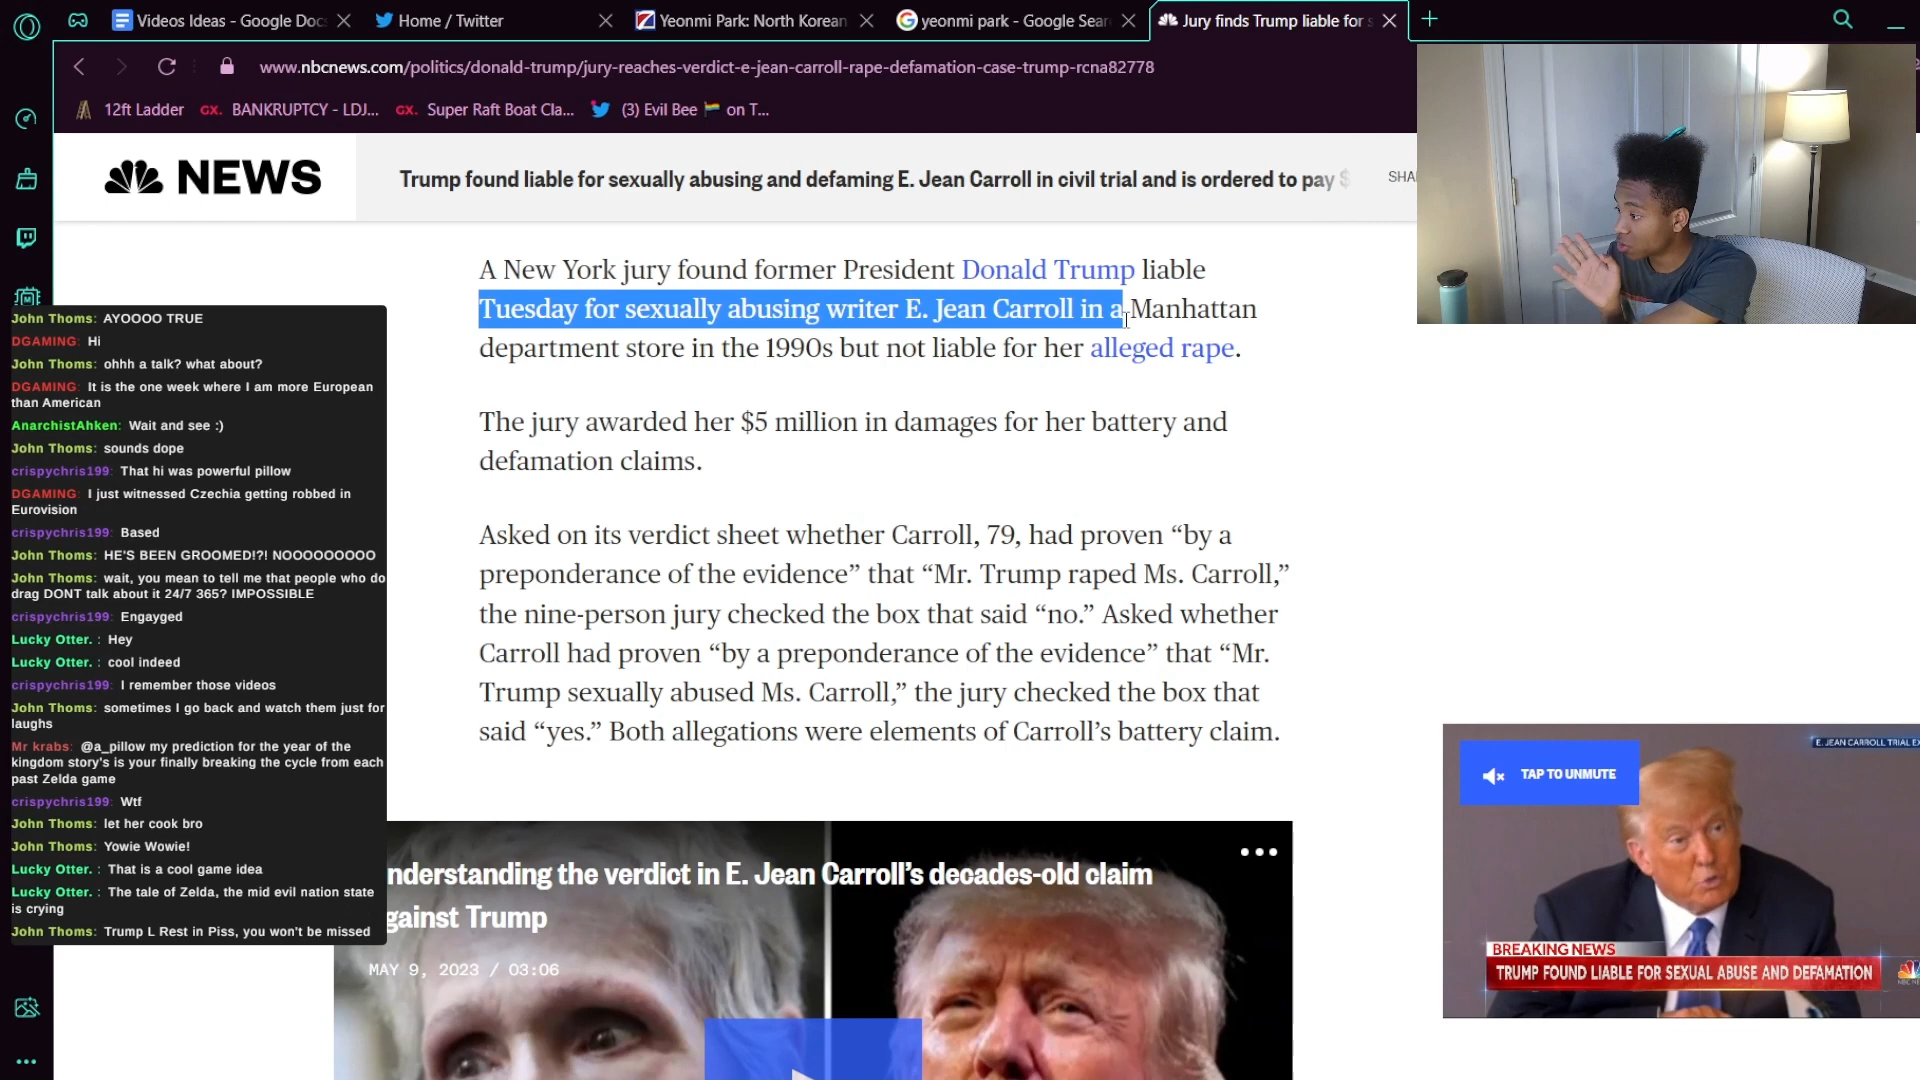 Videos Ideas - Google Doc
Home / Twitter
Yeonmi Park: North Korean
yeonmi park - Google Sear
Jury finds Trump liable for s
www.nbcnews.com/politics/donald-trump/jury-reaches-verdict-e-jean-carroll-rape-defamation-case-trump-rcna82778
12ft Ladder
GX. BANKRUPTCY - LDJ...
GX. Super Raft Boat Cla...
(3) Evil Bee 🏳️‍🌈 on T...
NEWS
Trump found liable for sexually abusing and defaming E. Jean Carroll in civil trial and is ordered to pay $
SHA
A New York jury found former President Donald Trump liable
Tuesday for sexually abusing writer E. Jean Carroll in a Manhattan
department store in the 1990s but not liable for her alleged rape.
The jury awarded her $5 million in damages for her battery and
defamation claims.
Asked on its verdict sheet whether Carroll, 79, had proven “by a
preponderance of the evidence” that “Mr. Trump raped Ms. Carroll,”
the nine-person jury checked the box that said “no.” Asked whether
Carroll had proven “by a preponderance of the evidence” that “Mr.
Trump sexually abused Ms. Carroll,” the jury checked the box that
said “yes.” Both allegations were elements of Carroll’s battery claim.
nderstanding the verdict in E. Jean Carroll’s decades-old claim
gainst Trump
MAY 9, 2023 / 03:06
John Thoms: AYOOOO TRUE
DGAMING: Hi
John Thoms: ohhh a talk? what about?
DGAMING: It is the one week where I am more European
than American
AnarchistAhken: Wait and see :)
John Thoms: sounds dope
crispychris199: That hi was powerful pillow
DGAMING: I just witnessed Czechia getting robbed in
Eurovision
crispychris199: Based
John Thoms: HE'S BEEN GROOMED!?! NOOOOOOOOO
John Thoms: wait, you mean to tell me that people who do
drag DONT talk about it 24/7 365? IMPOSSIBLE
crispychris199: Engayged
Lucky Otter. : Hey
Lucky Otter. : cool indeed
crispychris199: I remember those videos
John Thoms: sometimes I go back and watch them just for
laughs
Mr krabs: @a_pillow my prediction for the year of the
kingdom story's is your finally breaking the cycle from each
past Zelda game
crispychris199: Wtf
John Thoms: let her cook bro
John Thoms: Yowie Wowie!
Lucky Otter. : That is a cool game idea
Lucky Otter. : The tale of Zelda, the mid evil nation state
is crying
John Thoms: Trump L Rest in Piss, you won't be missed
E. JEAN CARROLL TRIAL EX
TAP TO UNMUTE
BREAKING NEWS
TRUMP FOUND LIABLE FOR SEXUAL ABUSE AND DEFAMATION